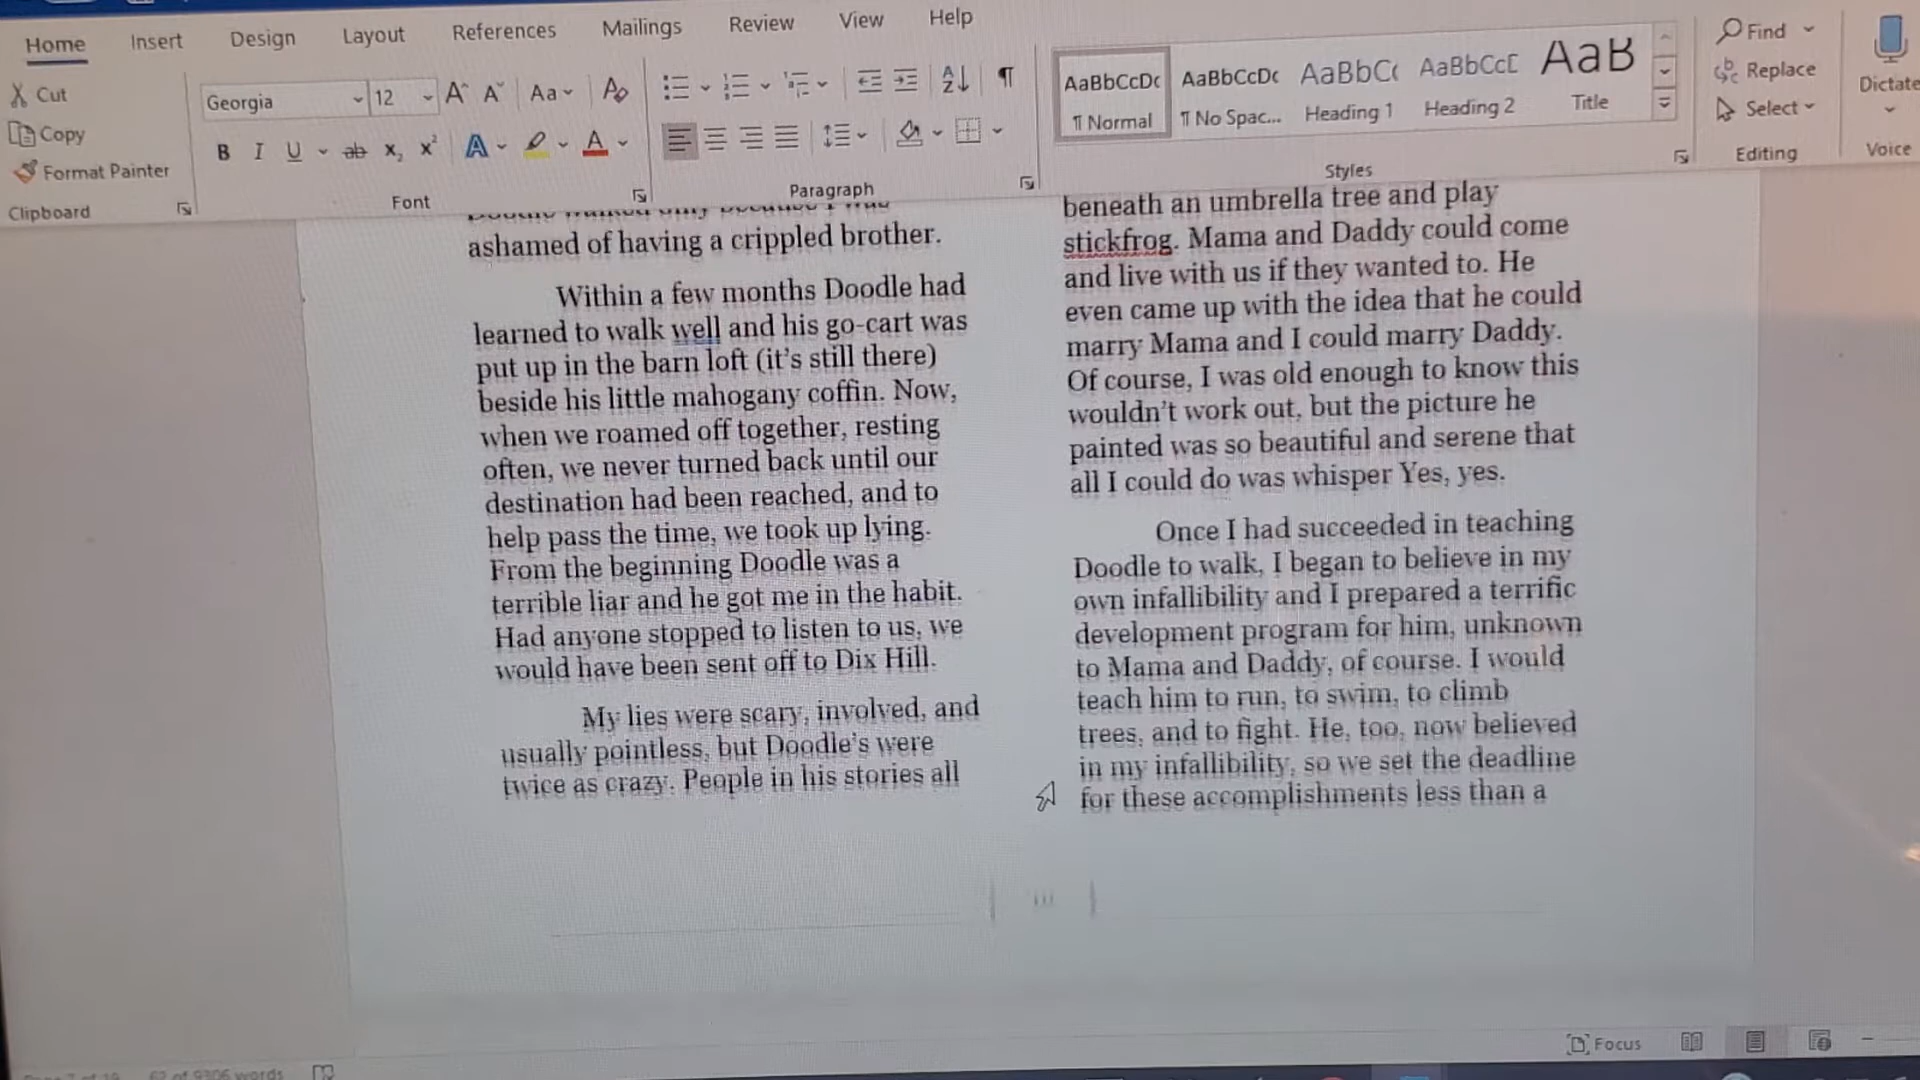 Home Insert Design Layout References Mailings Review View Help
Cut
Copy
Format Painter
Clipboard
Georgia 12
Aa
B I U ab x₂ x² A A
Font
Paragraph
AaBbCcDc AaBbCcDc AaBbC AaBbCcD AaB
¶ Normal ¶ No Spac... Heading 1 Heading 2 Title
Styles
Find
Replace
Select
Editing
Dictate
Voice
ashamed of having a crippled brother.
Within a few months Doodle had
learned to walk well and his go-cart was
put up in the barn loft (it's still there)
beside his little mahogany coffin. Now,
when we roamed off together, resting
often, we never turned back until our
destination had been reached, and to
help pass the time, we took up lying.
From the beginning Doodle was a
terrible liar and he got me in the habit.
Had anyone stopped to listen to us, we
would have been sent off to Dix Hill.
My lies were scary, involved, and
usually pointless, but Doodle's were
twice as crazy. People in his stories all
beneath an umbrella tree and play
stickfrog. Mama and Daddy could come
and live with us if they wanted to. He
even came up with the idea that he could
marry Mama and I could marry Daddy.
Of course, I was old enough to know this
wouldn't work out, but the picture he
painted was so beautiful and serene that
all I could do was whisper Yes, yes.
Once I had succeeded in teaching
Doodle to walk, I began to believe in my
own infallibility and I prepared a terrific
development program for him, unknown
to Mama and Daddy, of course. I would
teach him to run, to swim, to climb
trees, and to fight. He, too, now believed
in my infallibility, so we set the deadline
for these accomplishments less than a
Focus
62 of 9306 words